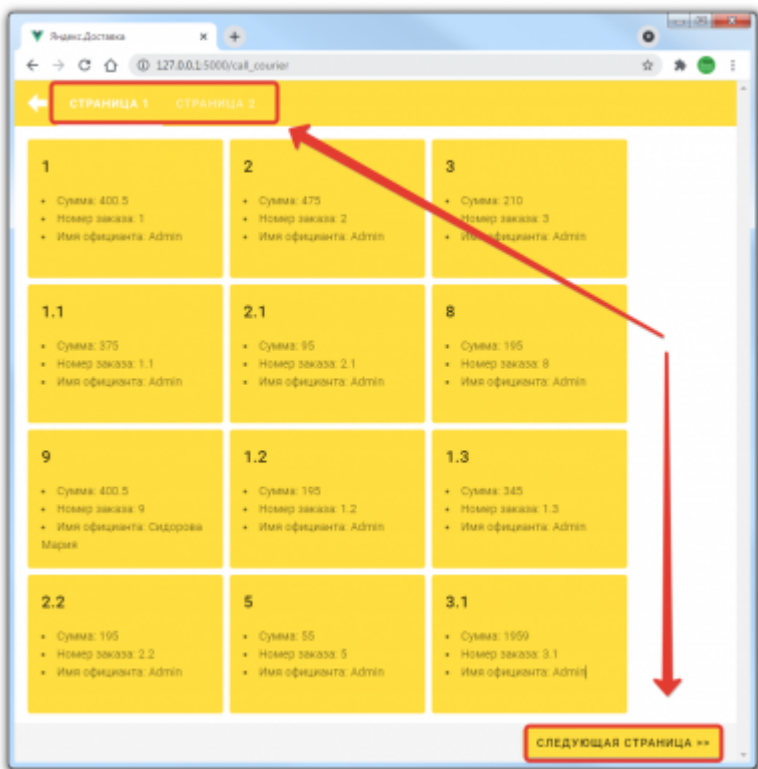 Яндекс.Доставка
127.0.0.1:5000/call_courier
СТРАНИЦА 1 СТРАНИЦА 2
1 2 3
• Сумма: 400.5 • Сумма: 475 • Сумма: 210
• Номер заказа: 1 • Номер заказа: 2 Номер заказа: 3
• Имя официанта: Admin • Имя официанта: Admin • Имя официанта: Admin
1.1 2.1 8
• Сумма: 375 • Сумма: 95 • Сумма: 195
• Номер заказа: 1.1 • Номер заказа: 2.1 • Номер заказа: 8
• Имя официанта: Admin • Имя официанта: Admin • Имя официанта: Admin
9 1.2 1.3
• Сумма: 400.5 • Сумма: 195 • Сумма: 345
• Номер заказа: 9 • Номер заказа: 1.2 • Номер заказа: 1.3
• Имя официанта: Сидорова • Имя официанта: Admin • Имя официанта: Admin
Мария
2.2 5 3.1
• Сумма: 195 • Сумма: 55 • Сумма: 1959
• Номер заказа: 2.2 • Номер заказа: 5 • Номер заказа: 3.1
• Имя официанта: Admin • Имя официанта: Admin • Имя официанта: Admin
СЛЕДУЮЩАЯ СТРАНИЦА >>